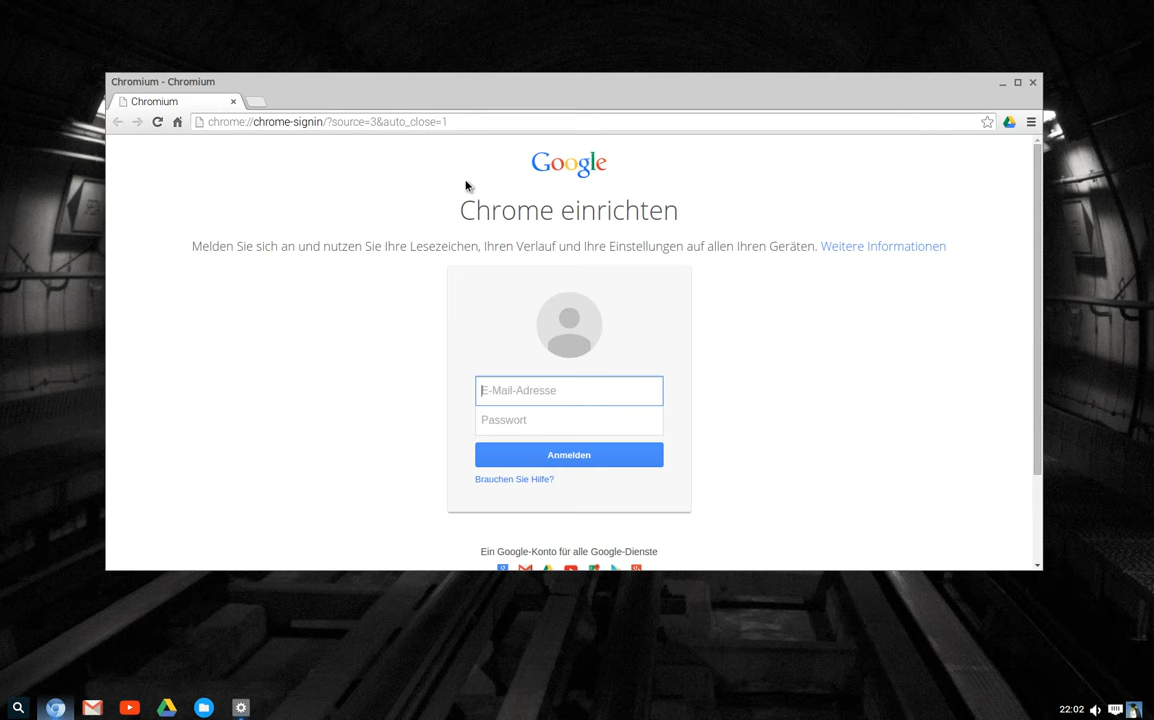 Chromium - Chromium
Chromium
chrome://chrome-signin/?source=3&auto_close=1
Google
Chrome einrichten
Melden Sie sich an und nutzen Sie Ihre Lesezeichen, Ihren Verlauf und Ihre Einstellungen auf allen Ihren Geräten. Weitere Informationen
E-Mail-Adresse
Passwort
Anmelden
Brauchen Sie Hilfe?
Ein Google-Konto für alle Google-Dienste
22:02